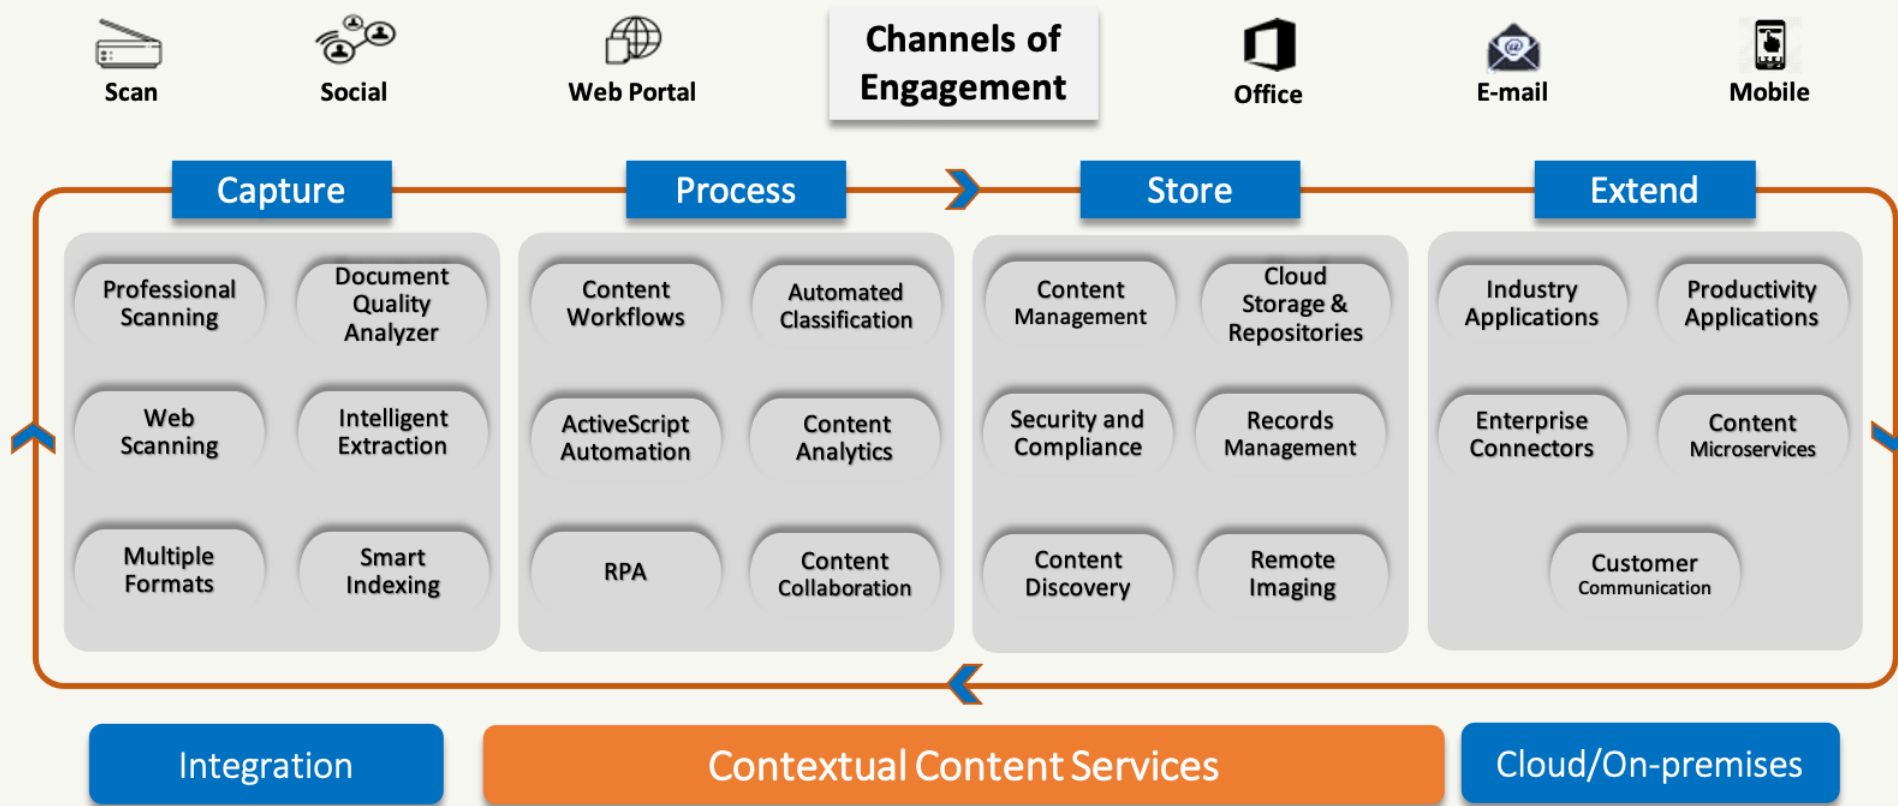 Scan
Social
Web Portal
Channels of
Engagement
Office
E-mail
Mobile
Capture
Process
Store
Extend
Professional
Scanning
Document
Quality
Analyzer
Web
Scanning
Intelligent
Extraction
Multiple
Formats
Smart
Indexing
Content
Workflows
Automated
Classification
ActiveScript
Automation
Content
Analytics
RPA
Content
Collaboration
Content
Management
Cloud
Storage &
Repositories
Security and
Compliance
Records
Management
Content
Discovery
Remote
Imaging
Industry
Applications
Productivity
Applications
Enterprise
Connectors
Content
Microservices
Customer
Communication
Integration
Contextual Content Services
Cloud/On-premises